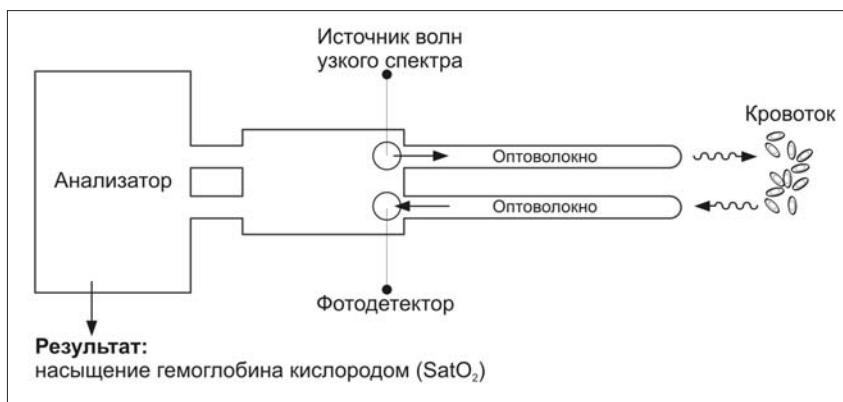 Источник волн
узкого спектра
Кровоток
Оптоволокно
Анализатор
Оптоволокно
Фотодетектор
Результат:
насыщение гемоглобина кислородом (SatO₂)